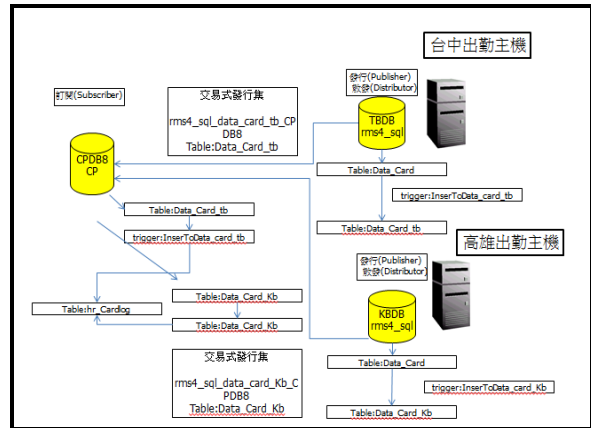 台中出勤主機
發行(Publisher)
散發(Distributor)
訂閱(Subscriber)
交易式發行集
rms4_sql_data_card_tb_CP
DB8
Table:Data_Card_tb
TBDB
rms4_sql
CPDB8
CP
Table:Data_Card
trigger:InserToData_card_tb
Table:Data_Card_tb
Table:Data_Card_tb
trigger:InserToData_card_tb
高雄出勤主機
發行(Publisher)
散發(Distributor)
Table:Data_Card_Kb
Table:hr_Cardlog
KBDB
rms4_sql
Table:Data_Card_Kb
交易式發行集
rms4_sql_data_card_Kb_C
PDB8
Table:Data_Card_Kb
Table:Data_Card
trigger:InserToData_card_Kb
Table:Data_Card_Kb